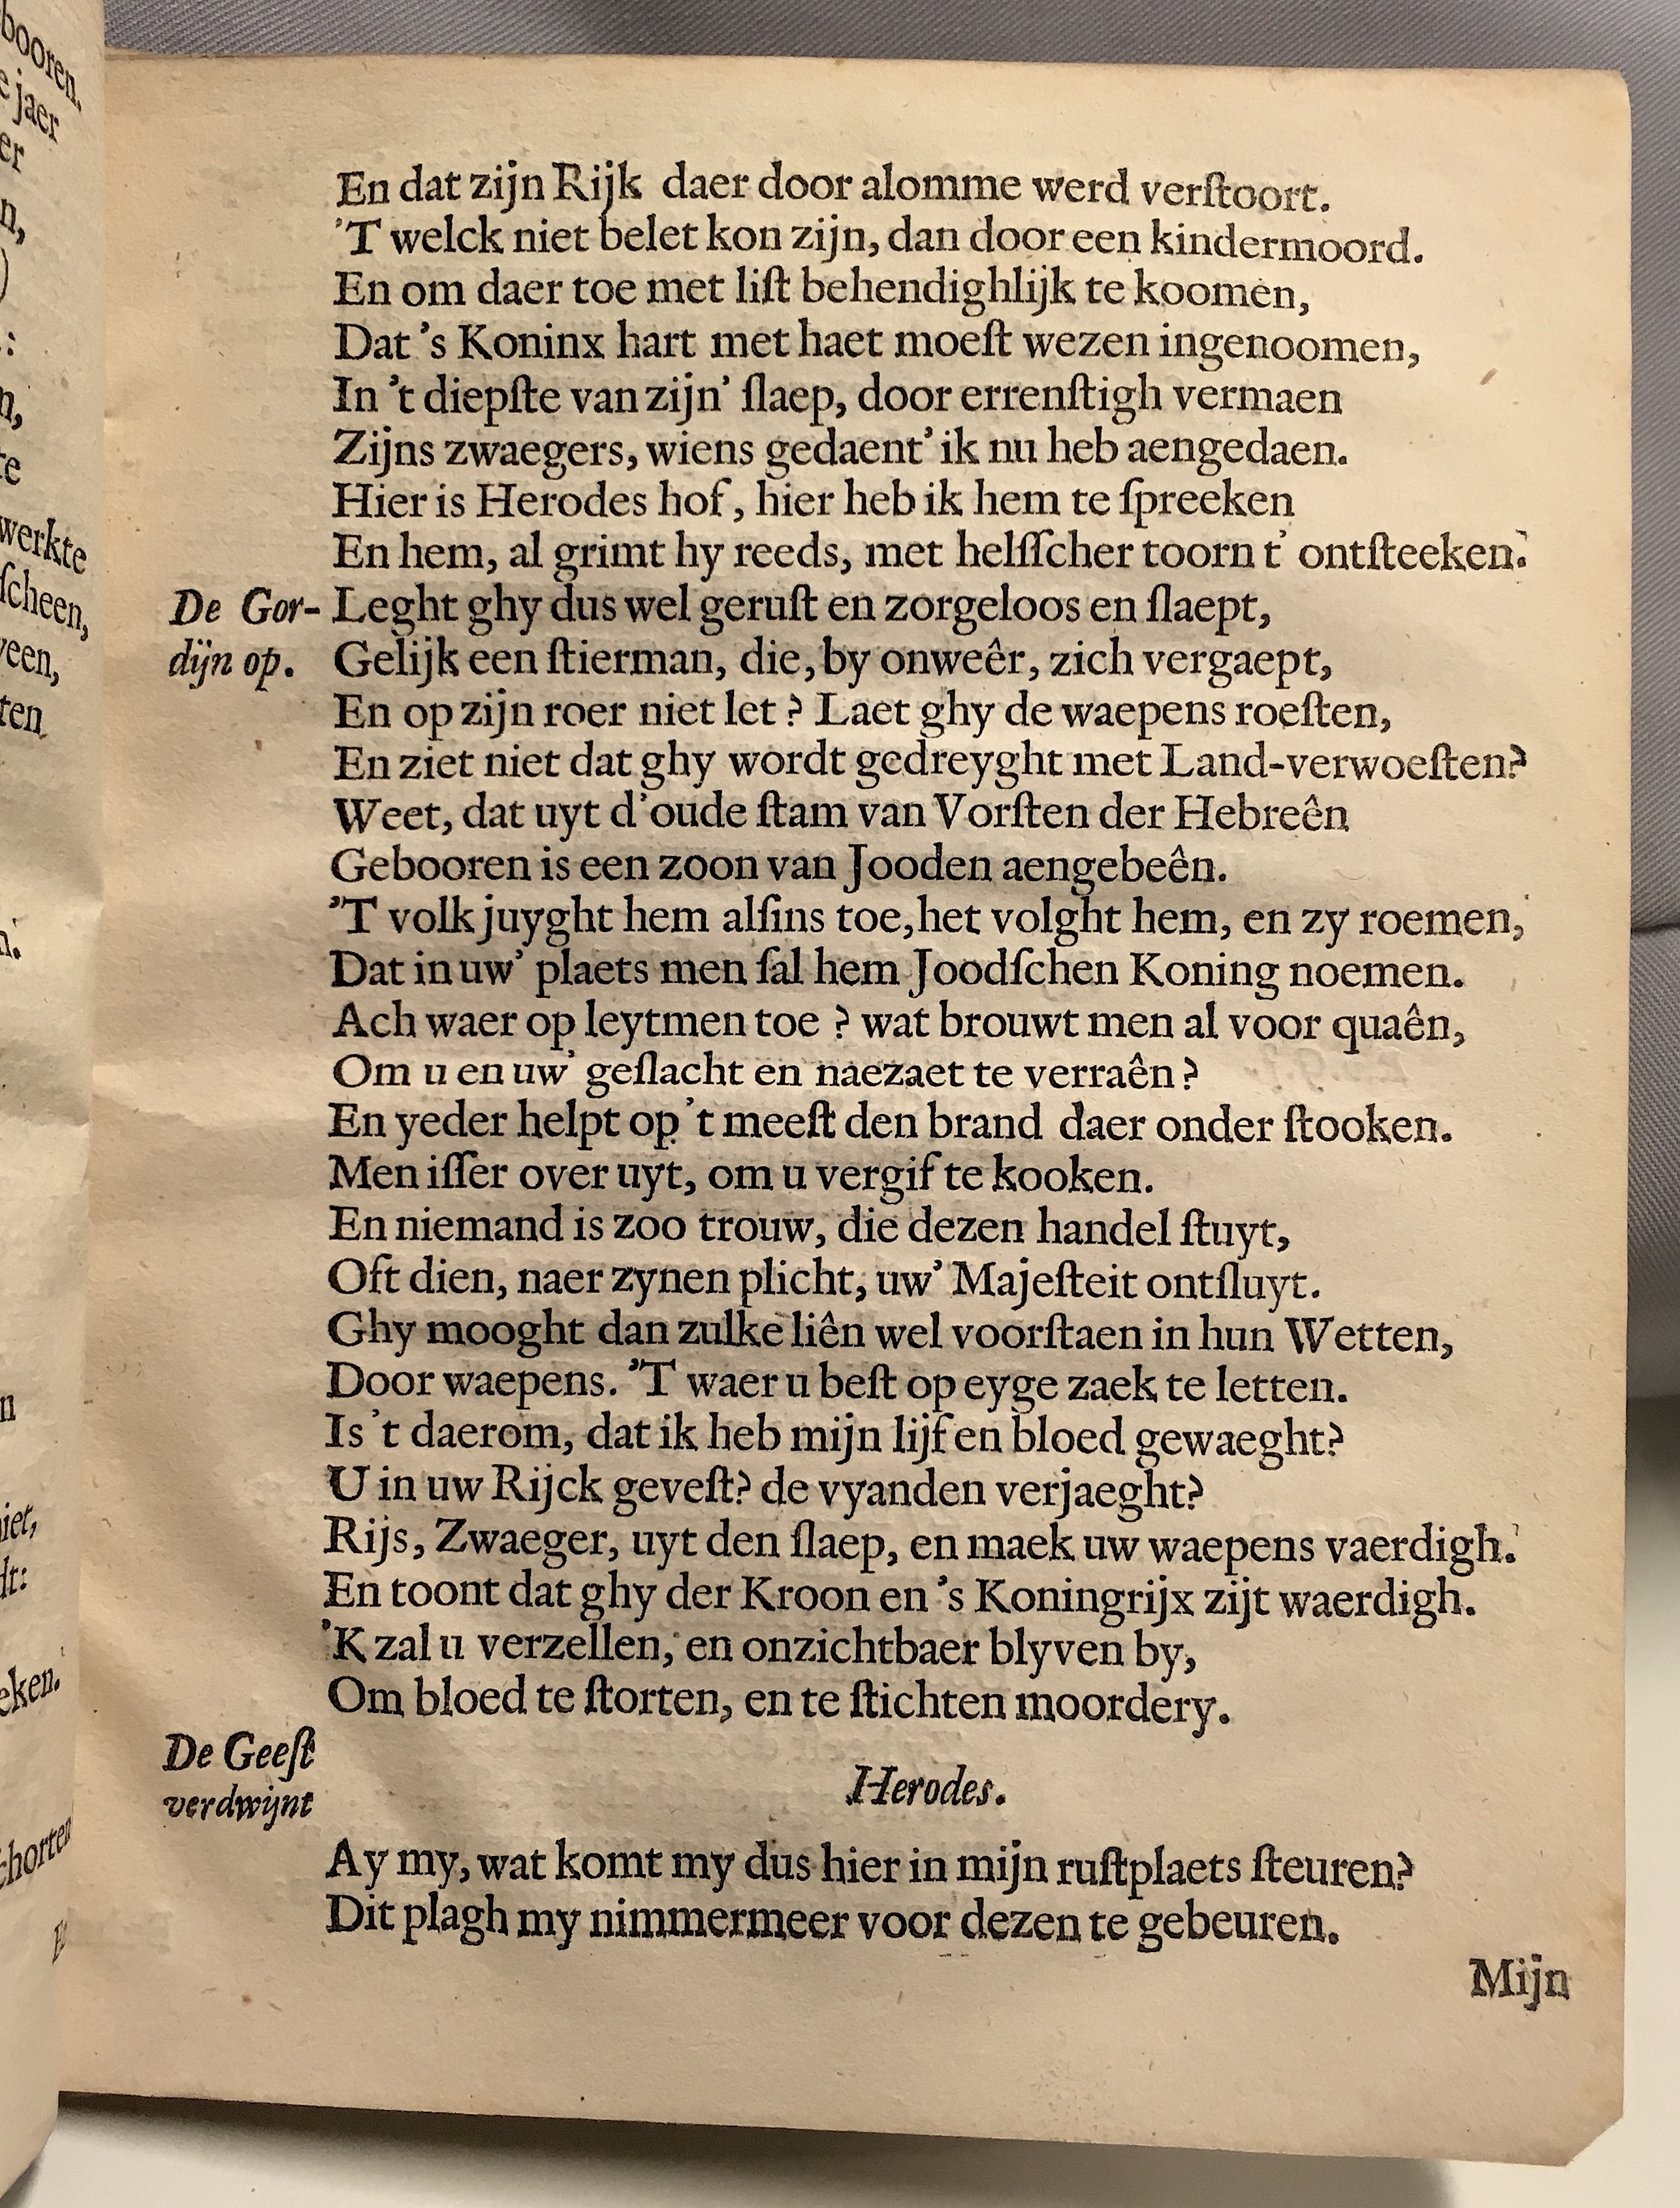 En dat zijn Rijk daer door alomme werd verſtoort.
'T welck niet belet kon zijn, dan door een kindermoord.
En om daer toe met liſt behendighlijk te koomen,
Dat 's Koninx hart met haet moeſt wezen ingenoomen,
In 't diepſte van zijn' ſlaep, door errenſtigh vermaen
Zijns zwaegers, wiens gedaent' ik nu heb aengedaen.
Hier is Herodes hof, hier heb ik hem te ſpreeken
En hem, al grimt hy reeds, met helſſcher toorn t' ontſteeken.
De Gor- Leght ghy dus wel geruſt en zorgeloos en ſlaept,
dijn op. Gelijk een ſtierman, die, by onweêr, zich vergaept,
En op zijn roer niet let? Laet ghy de waepens roeſten,
En ziet niet dat ghy wordt gedreyght met Land-verwoeſten?
Weet, dat uyt d'oude ſtam van Vorſten der Hebreên
Gebooren is een zoon van Jooden aengebeên.
'T volk juyght hem alſins toe, het volght hem, en zy roemen,
Dat in uw' plaets men ſal hem Joodſchen Koning noemen.
Ach waer op leytmen toe? wat brouwt men al voor quaên,
Om u en uw' geſlacht en naezaet te verraên?
En yeder helpt op 't meeſt den brand daer onder ſtooken.
Men iſſer over uyt, om u vergif te kooken.
En niemand is zoo trouw, die dezen handel ſtuyt,
Oft dien, naer zynen plicht, uw' Majeſteit ontſluyt.
Ghy mooght dan zulke liên wel voorſtaen in hun Wetten,
Door waepens. 'T waer u beſt op eyge zaek te letten.
Is 't daerom, dat ik heb mijn lijf en bloed gewaeght?
U in uw Rijck geveſt? de vyanden verjaeght?
Rijs, Zwaeger, uyt den ſlaep, en maek uw waepens vaerdigh.
En toont dat ghy der Kroon en 's Koningrijx zijt waerdigh.
'K zal u verzellen, en onzichtbaer blyven by,
Om bloed te ſtorten, en te ſtichten moordery.
De Geeſt
verdwijnt
Herodes.
Ay my, wat komt my dus hier in mijn ruſtplaets ſteuren?
Dit plagh my nimmermeer voor dezen te gebeuren.
Mijn